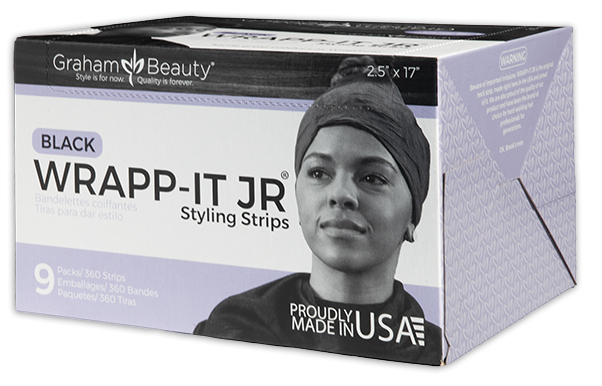 WRAPP-IT JR
Graham Beauty®
Style is for now. Quality is forever.
2.5" x 17"
BLACK
WRAPP-IT JR®
Styling Strips
Bandelettes coiffantes
Tiras para dar estilo
9 Packs/ 360 Strips
Emballages/ 360 Bandes
Paquetes/ 360 Tiras
PROUDLY
MADE IN USA
WARNING